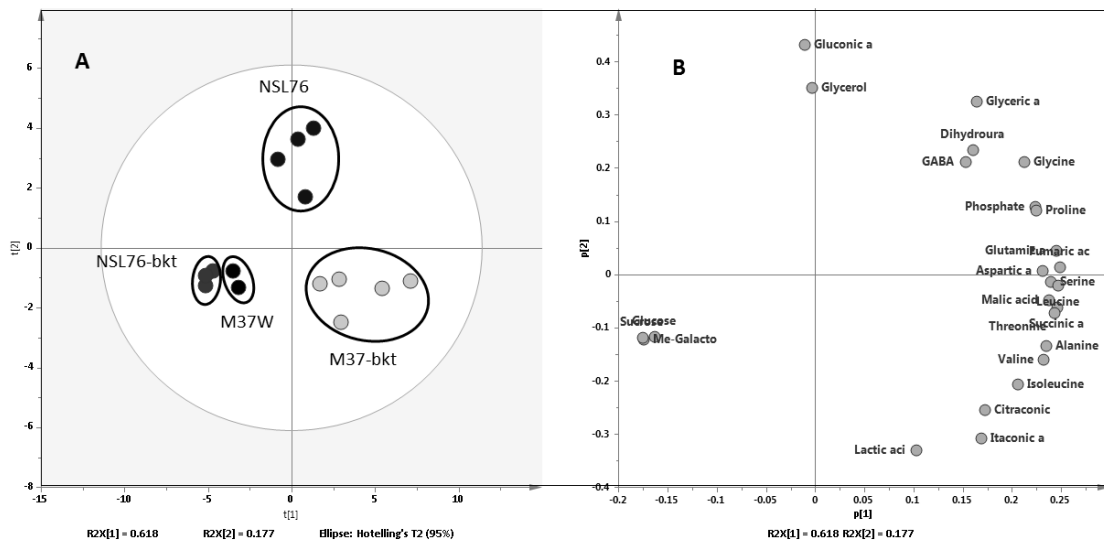 A
NSL76
NSL76-bkt
M37W
M37-bkt
4
2
0
-2
-4
-6
-8
t[2]
-15
-10
-5
0
5
10
t[1]
R2X[1] = 0.618 R2X[2] = 0.177 Ellipse: Hotelling's T2 (95%)
B
Gluconic a
Glycerol
Glyceric a
Dihydroura
GABA
Glycine
Phosphate
Proline
Glutamic a
Fumaric ac
Aspartic a
Serine
Malic acid
Leucine
Succinic a
Threonine
Alanine
Valine
Isoleucine
Citraconic
Itaconic a
Lactic aci
Sucrose
Glucose
Me-Galacto
0.4
0.3
0.2
0.1
0
-0.1
-0.2
-0.3
-0.4
p[2]
-0.2
-0.15
-0.1
-0.05
0
0.05
0.1
0.15
0.2
0.25
p[1]
R2X[1] = 0.618 R2X[2] = 0.177